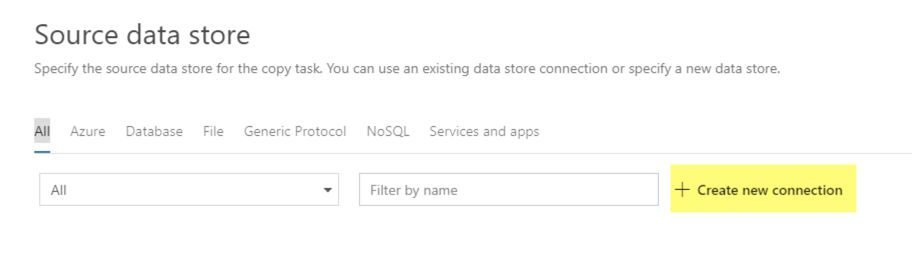 Source data store
Specify the source data store for the copy task. You can use an existing data store connection or specify a new data store.
All Azure Database File Generic Protocol NoSQL Services and apps
All Filter by name + Create new connection